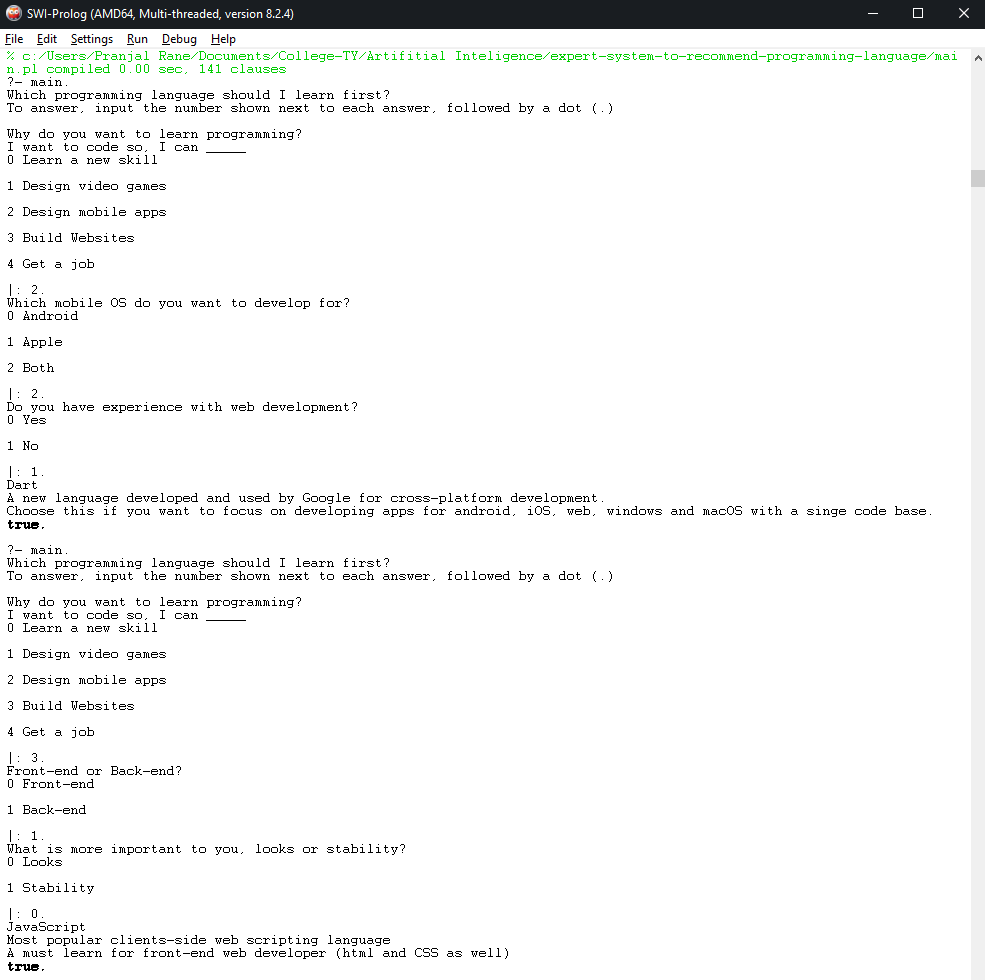 SWI-Prolog (AMD64, Multi-threaded, version 8.2.4)
File Edit Settings Run Debug Help
% c:/Users/Pranjal Rane/Documents/College-TY/Artifitial Inteligence/expert-system-to-recommend-programming-language/mai
n.pl compiled 0.00 sec, 141 clauses
?- main.
Which programming language should I learn first?
To answer, input the number shown next to each answer, followed by a dot (.)
Why do you want to learn programming?
I want to code so, I can _____
0 Learn a new skill
1 Design video games
2 Design mobile apps
3 Build Websites
4 Get a job
|: 2.
Which mobile OS do you want to develop for?
0 Android
1 Apple
2 Both
|: 2.
Do you have experience with web development?
0 Yes
1 No
|: 1.
Dart
A new language developed and used by Google for cross-platform development.
Choose this if you want to focus on developing apps for android, iOS, web, windows and macOS with a singe code base.
true.
?- main.
Which programming language should I learn first?
To answer, input the number shown next to each answer, followed by a dot (.)
Why do you want to learn programming?
I want to code so, I can _____
0 Learn a new skill
1 Design video games
2 Design mobile apps
3 Build Websites
4 Get a job
|: 3.
Front-end or Back-end?
0 Front-end
1 Back-end
|: 1.
What is more important to you, looks or stability?
0 Looks
1 Stability
|: 0.
JavaScript
Most popular clients-side web scripting language
A must learn for front-end web developer (html and CSS as well)
true.